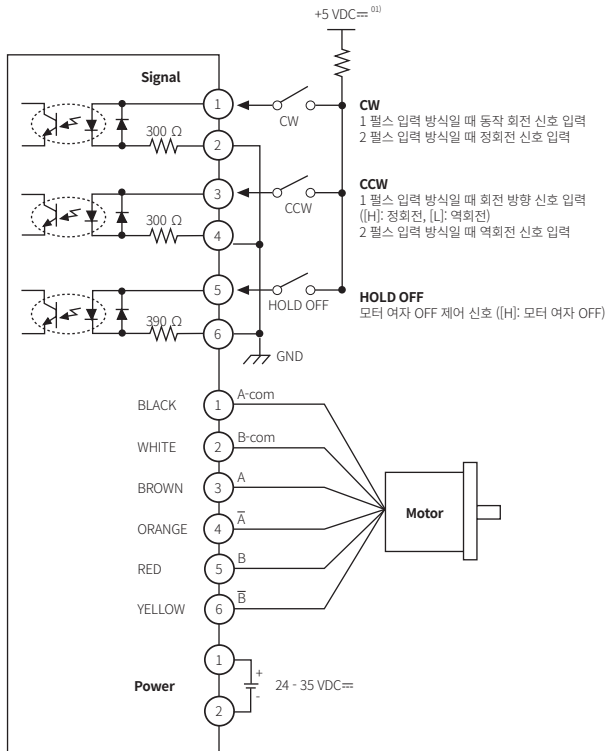 +5 VDC⎓ 01)
Signal
1
CW
300 Ω
2
CW
1 펄스 입력 방식일 때 동작 회전 신호 입력
2 펄스 입력 방식일 때 정회전 신호 입력
3
CCW
300 Ω
4
CCW
1 펄스 입력 방식일 때 회전 방향 신호 입력
([H]: 정회전, [L]: 역회전)
2 펄스 입력 방식일 때 역회전 신호 입력
5
HOLD OFF
390 Ω
6
HOLD OFF
모터 여자 OFF 제어 신호 ([H]: 모터 여자 OFF)
GND
BLACK 1 A-com
WHITE 2 B-com
BROWN 3 A
ORANGE 4 A̅
RED 5 B
YELLOW 6 B̅
Motor
Power
1
+
24 - 35 VDC⎓
-
2